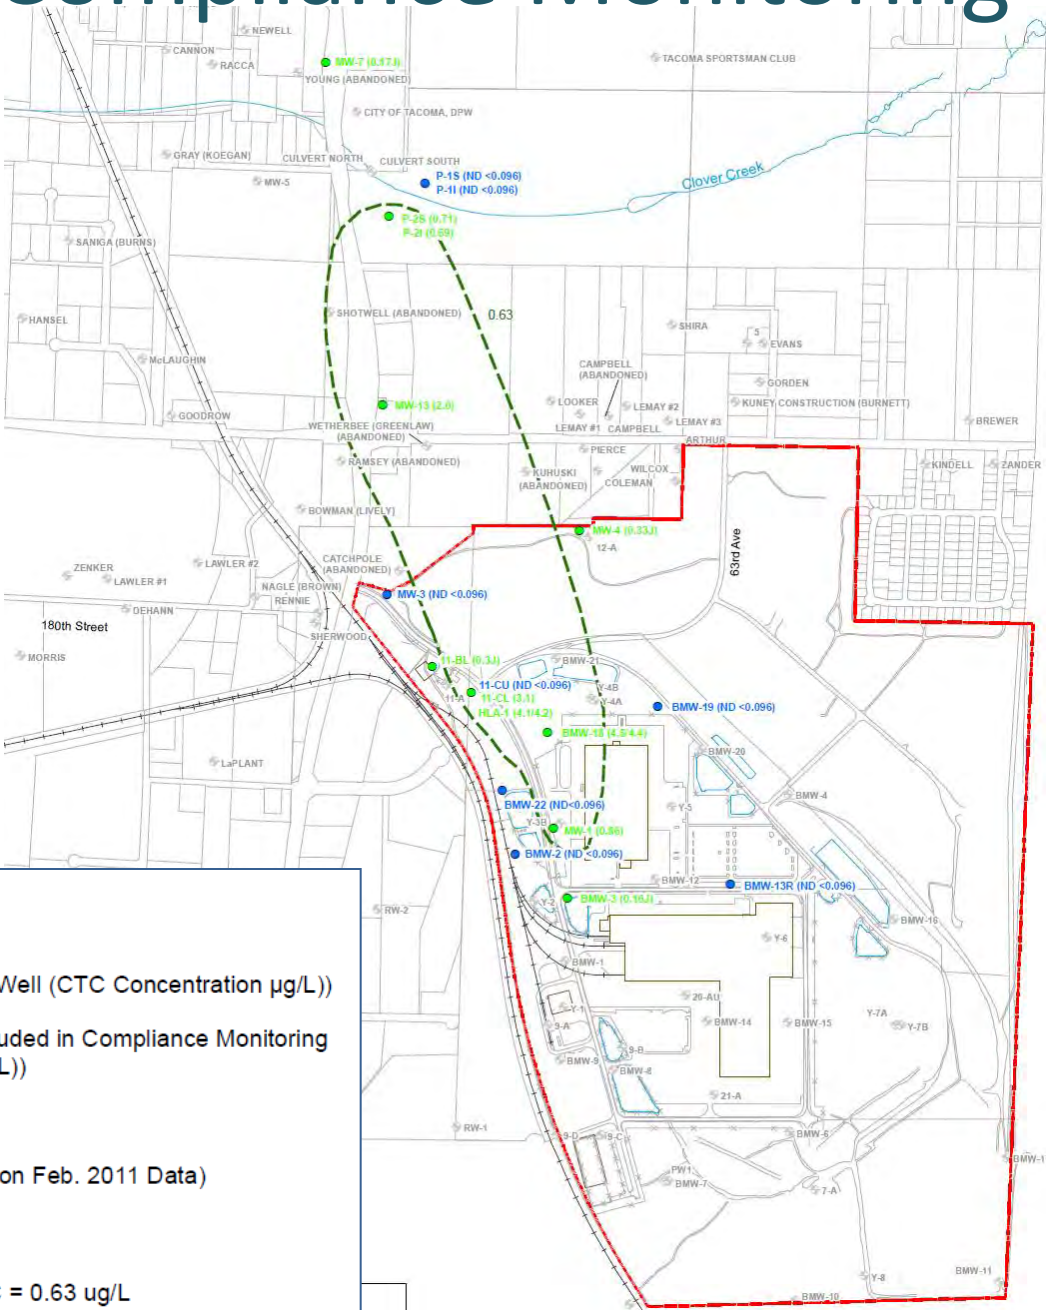 Compliance Monitoring
NEWELL
CANNON
RACCA
MW-7 (0.17J)
TACOMA SPORTSMAN CLUB
YOUNG (ABANDONED)
CITY OF TACOMA, DPW
GRAY (KOEGAN)
CULVERT NORTH
CULVERT SOUTH
MW-5
P-1S (ND <0.096)
P-1I (ND <0.096)
Clover Creek
P-2S (0.71)
P-2I (0.69)
SANIGA (BURNS)
HANSEL
SHOTWELL (ABANDONED)
0.63
SHIRA
5
EVANS
McLAUGHIN
CAMPBELL
(ABANDONED)
GORDEN
MW-13 (2.0)
LOOKER
LEMAY #2
KUNEY CONSTRUCTION (BURNETT)
GOODROW
WETHERBEE (GREENLAW)
(ABANDONED)
LEMAY #1
CAMPBELL
LEMAY #3
BREWER
ARTHUR
RAMSEY (ABANDONED)
PIERCE
KUHUSKI
(ABANDONED)
WILCOX
COLEMAN
KINDELL
ZANDER
BOWMAN (LIVELY)
MW-4 (0.33J)
12-A
63rd Ave
ZENKER
LAWLER #1
LAWLER #2
CATCHPOLE
(ABANDONED)
NAGLE (BROWN)
RENNIE
MW-3 (ND <0.096)
DEHANN
180th Street
SHERWOOD
MORRIS
11-BL (0.3J)
BMW-21
11-A
11-CU (ND <0.096)
11-CL (3.1)
HLA-1 (4.1/4.2)
Y-4B
Y-4A
BMW-19 (ND <0.096)
BMW-18 (4.5/4.4)
BMW-20
LaPLANT
BMW-4
BMW-22 (ND<0.096)
Y-5
Y-3B
MW-1 (0.86)
BMW-2 (ND <0.096)
BMW-12
BMW-13R (ND <0.096)
Y-2
BMW-3 (0.16J)
RW-2
BMW-16
Y-6
BMW-1
Well (CTC Concentration µg/L))
20-AU
Y-1
9-A
BMW-14
BMW-15
Y-7A
Y-7B
uded in Compliance Monitoring
L))
9-B
BMW-9
BMW-8
21-A
RW-1
9-D
9-C
BMW-6
BMW-1
on Feb. 2011 Data)
PW1
BMW-7
7-A
Y-8
BMW-11
= 0.63 ug/L
BMW-10